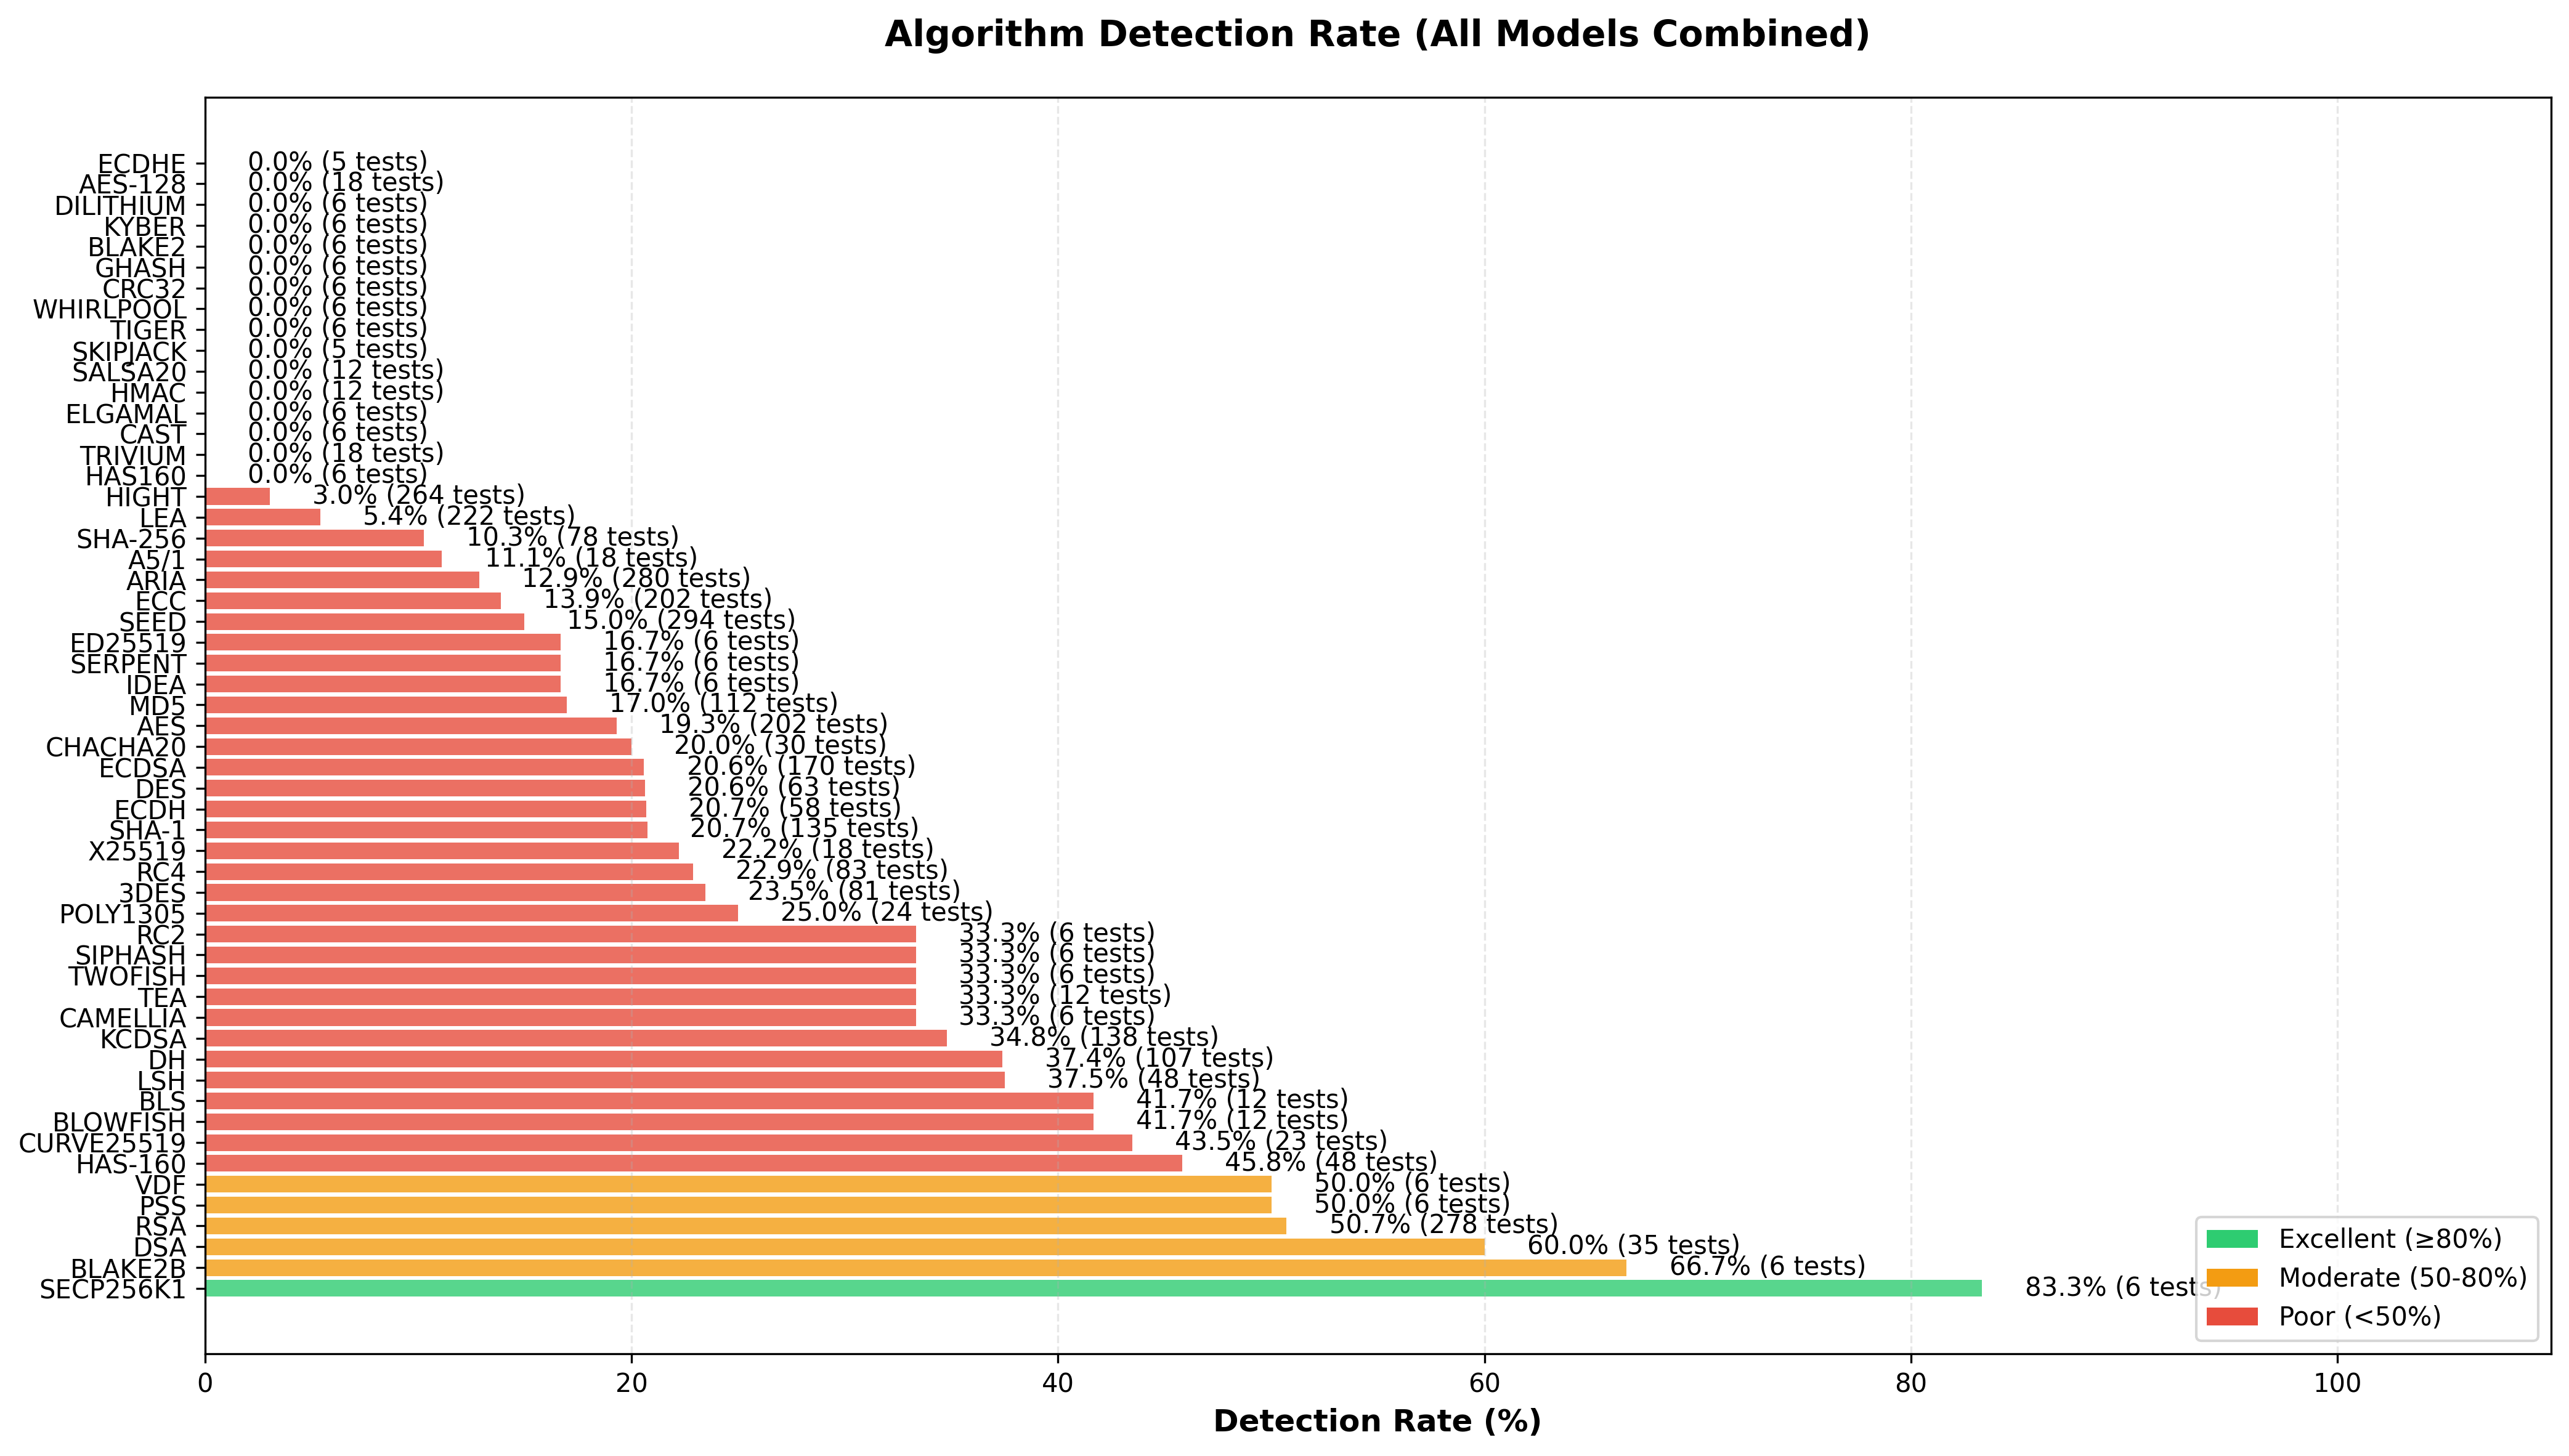 Algorithm Detection Rate (All Models Combined)
ECDHE 0.0% (5 tests)
AES-128 0.0% (18 tests)
DILITHIUM 0.0% (6 tests)
KYBER 0.0% (6 tests)
BLAKE2 0.0% (6 tests)
GHASH 0.0% (6 tests)
CRC32 0.0% (6 tests)
WHIRLPOOL 0.0% (6 tests)
TIGER 0.0% (6 tests)
SKIPJACK 0.0% (5 tests)
SALSA20 0.0% (12 tests)
HMAC 0.0% (12 tests)
ELGAMAL 0.0% (6 tests)
CAST 0.0% (6 tests)
TRIVIUM 0.0% (18 tests)
HAS160 0.0% (6 tests)
HIGHT 3.0% (264 tests)
LEA 5.4% (222 tests)
SHA-256 10.3% (78 tests)
A5/1 11.1% (18 tests)
ARIA 12.9% (280 tests)
ECC 13.9% (202 tests)
SEED 15.0% (294 tests)
ED25519 16.7% (6 tests)
SERPENT 16.7% (6 tests)
IDEA 16.7% (6 tests)
MD5 17.0% (112 tests)
AES 19.3% (202 tests)
CHACHA20 20.0% (30 tests)
ECDSA 20.6% (170 tests)
DES 20.6% (63 tests)
ECDH 20.7% (58 tests)
SHA-1 20.7% (135 tests)
X25519 22.2% (18 tests)
RC4 22.9% (83 tests)
3DES 23.5% (81 tests)
POLY1305 25.0% (24 tests)
RC2 33.3% (6 tests)
SIPHASH 33.3% (6 tests)
TWOFISH 33.3% (6 tests)
TEA 33.3% (12 tests)
CAMELLIA 33.3% (6 tests)
KCDSA 34.8% (138 tests)
DH 37.4% (107 tests)
LSH 37.5% (48 tests)
BLS 41.7% (12 tests)
BLOWFISH 41.7% (12 tests)
CURVE25519 43.5% (23 tests)
HAS-160 45.8% (48 tests)
VDF 50.0% (6 tests)
PSS 50.0% (6 tests)
RSA 50.7% (278 tests)
DSA 60.0% (35 tests)
BLAKE2B 66.7% (6 tests)
SECP256K1 83.3% (6 tests)
Excellent (≥80%)
Moderate (50-80%)
Poor (<50%)
0 20 40 60 80 100
Detection Rate (%)